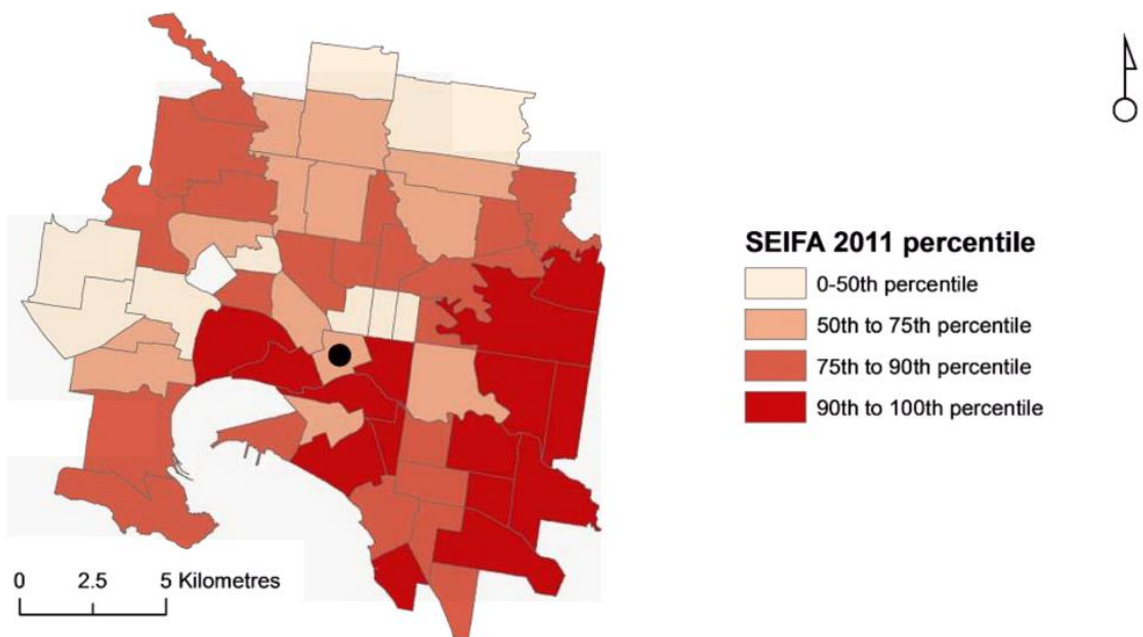 SEIFA 2011 percentile
0-50th percentile
50th to 75th percentile
75th to 90th percentile
90th to 100th percentile
0 2.5 5 Kilometres